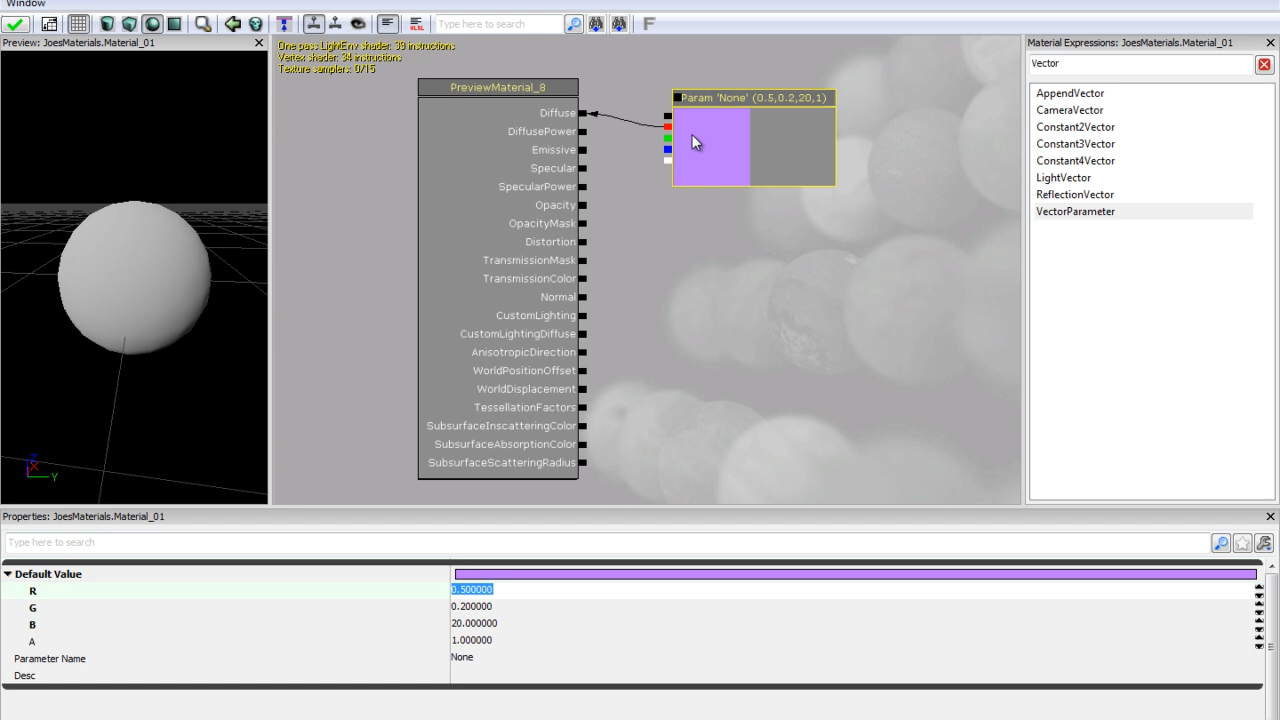 Window
Type here to search
F
Preview: JoesMaterials.Material_01
One pass LightEnv shader: 38 instructions
Vertex shader: 34 instructions
Texture samplers: 0/15
PreviewMaterial_8
Diffuse
DiffusePower
Emissive
Specular
SpecularPower
Opacity
OpacityMask
Distortion
TransmissionMask
TransmissionColor
Normal
CustomLighting
CustomLightingDiffuse
AnisotropicDirection
WorldPositionOffset
WorldDisplacement
TessellationFactors
SubsurfaceInscatteringColor
SubsurfaceAbsorptionColor
SubsurfaceScatteringRadius
Param 'None' (0.5,0.2,20,1)
Z
X
Y
Material Expressions: JoesMaterials.Material_01
Vector
AppendVector
CameraVector
Constant2Vector
Constant3Vector
Constant4Vector
LightVector
ReflectionVector
VectorParameter
Properties: JoesMaterials.Material_01
Type here to search
Default Value
R 0.500000
G 0.200000
B 20.000000
A 1.000000
Parameter Name None
Desc